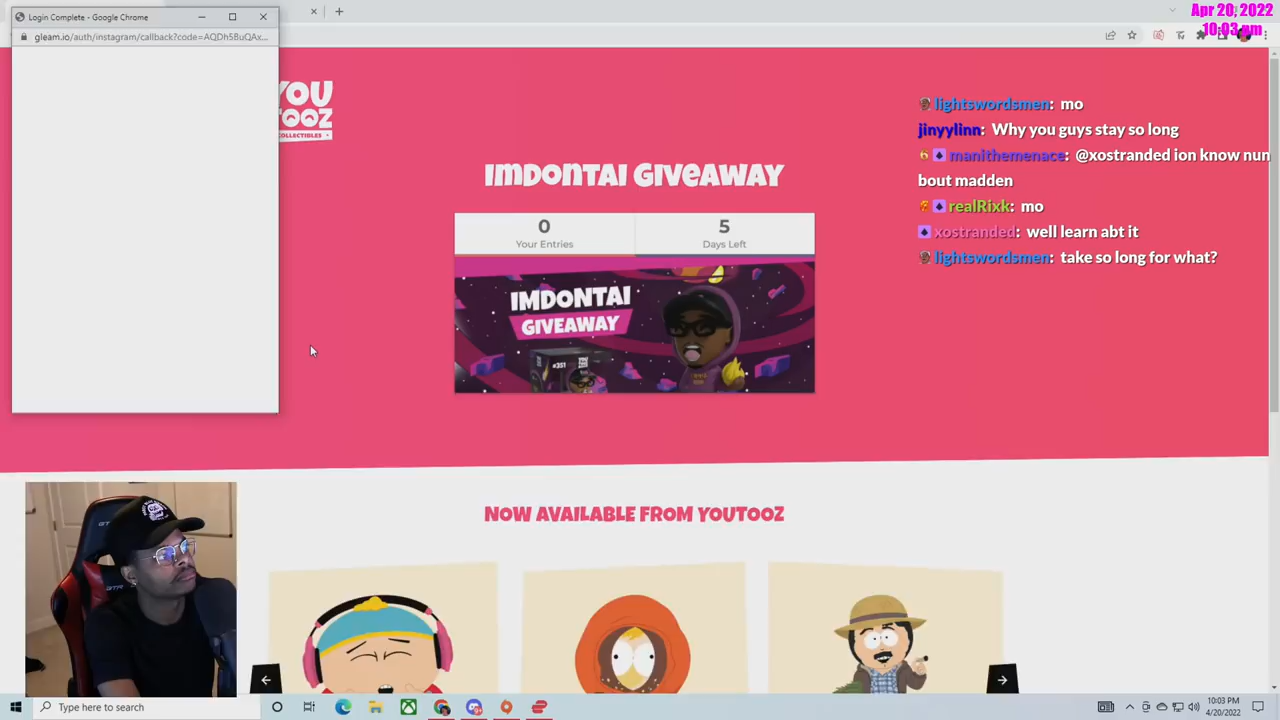 Login Complete - Google Chrome
gleam.io/auth/instagram/callback?code=AQDh5BuQAx...
Apr 20, 2022
10:03 pm
YOU
TOOZ
COLLECTIBLES
IMDONTAI GIVEAWAY
0
Your Entries
5
Days Left
IMDONTAI
GIVEAWAY
#351
lightswordsmen: mo
jinyylinn: Why you guys stay so long
manithemenace: @xostranded ion know nun
bout madden
realRixk: mo
xostranded: well learn abt it
lightswordsmen: take so long for what?
NOW AVAILABLE FROM YOUTOOZ
GTR
Type here to search
10:03 PM
4/20/2022